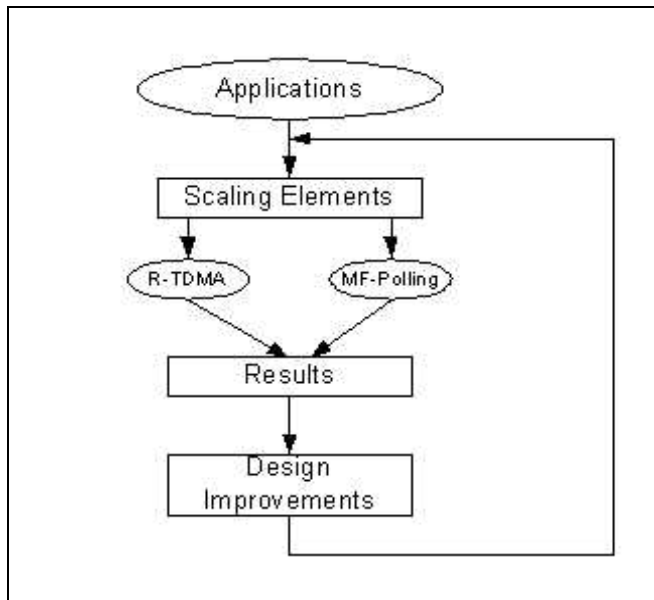 Applications
Scaling Elements
R-TDMA
MF-Polling
Results
Design
Improvements